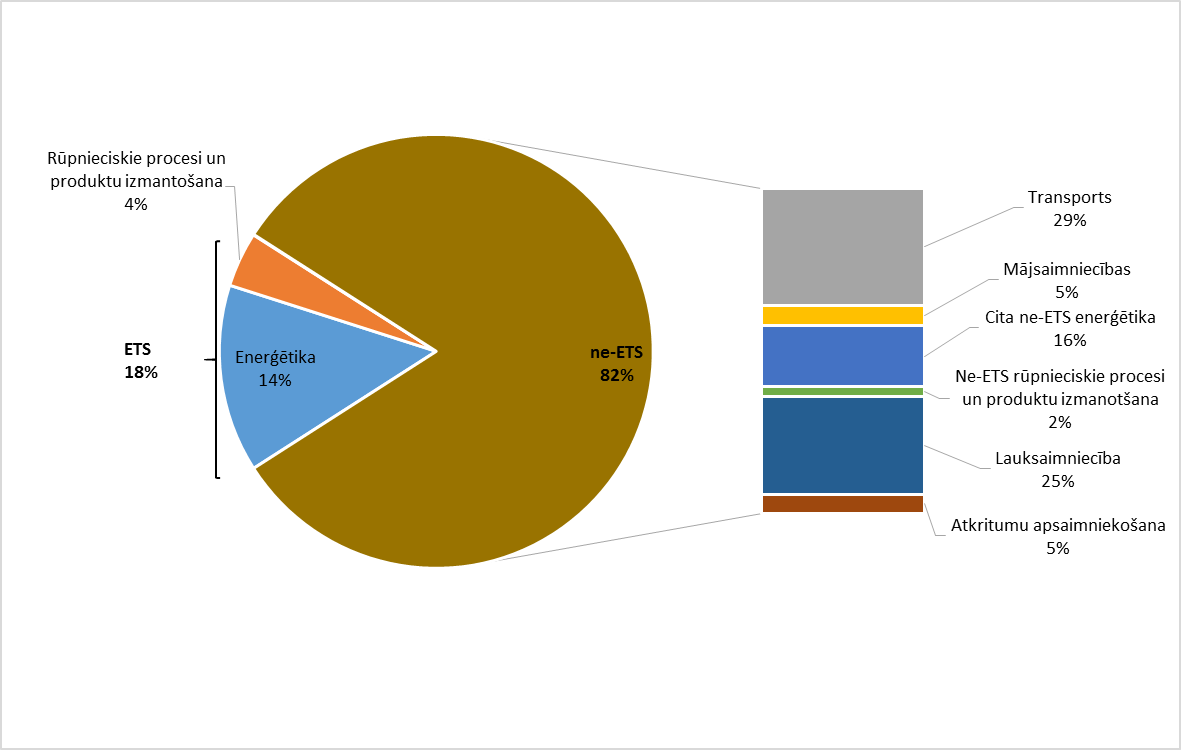 Rūpnieciskie procesi un
produktu izmantošana
4%
ETS
18%
Enerģētika
14%
ne-ETS
82%
Transports
29%
Mājsaimniecības
5%
Cita ne-ETS enerģētika
16%
Ne-ETS rūpnieciskie procesi
un produktu izmanotšana
2%
Lauksaimniecība
25%
Atkritumu apsaimniekošana
5%